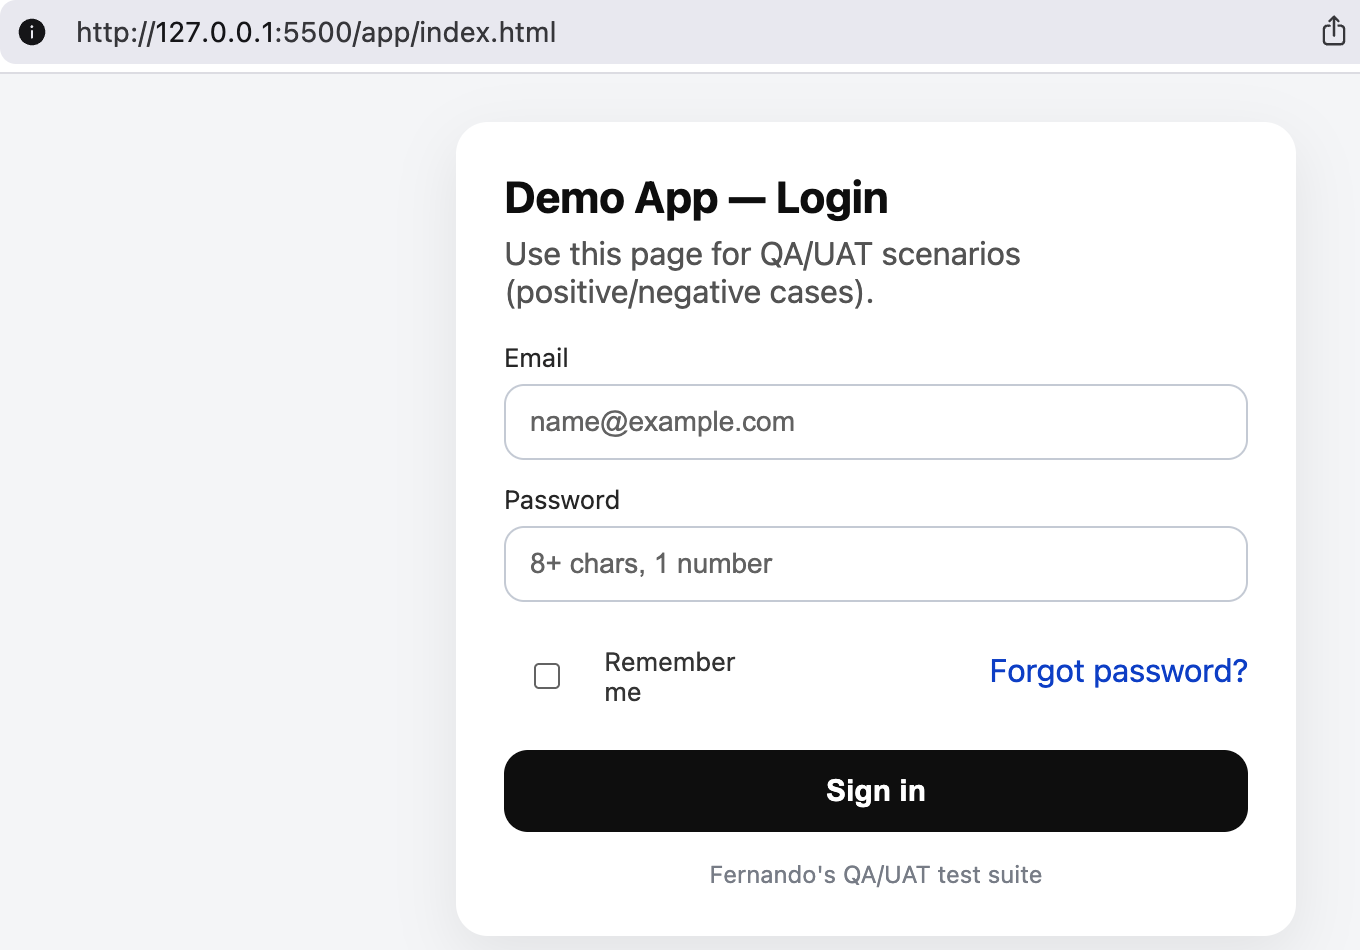 http://127.0.0.1:5500/app/index.html
Demo App — Login
Use this page for QA/UAT scenarios
(positive/negative cases).
Email
name@example.com
Password
8+ chars, 1 number
Remember
me
Forgot password?
Sign in
Fernando's QA/UAT test suite